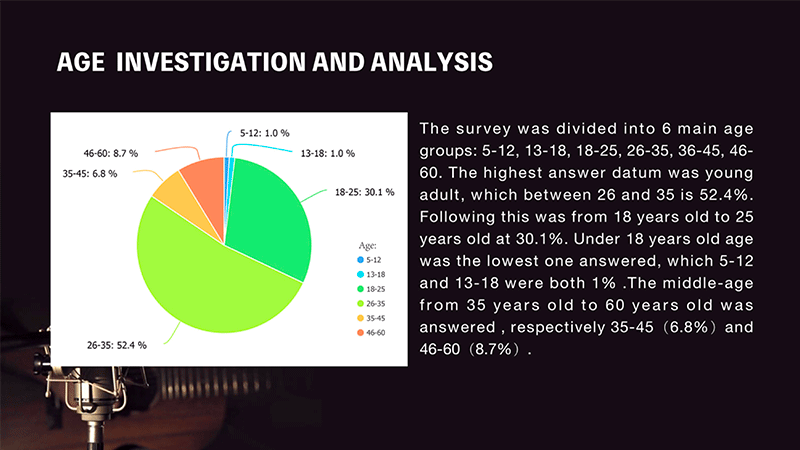 AGE INVESTIGATION AND ANALYSIS
5-12: 1.0 %
46-60: 8.7 %
13-18: 1.0 %
35-45: 6.8 %
18-25: 30.1 %
Age:
5-12
13-18
18-25
26-35
35-45
46-60
26-35: 52.4 %
The survey was divided into 6 main age
groups: 5-12, 13-18, 18-25, 26-35, 36-45, 46-
60. The highest answer datum was young
adult, which between 26 and 35 is 52.4%.
Following this was from 18 years old to 25
years old at 30.1%. Under 18 years old age
was the lowest one answered, which 5-12
and 13-18 were both 1% .The middle-age
from 35 years old to 60 years old was
answered , respectively 35-45（6.8%）and
46-60（8.7%）.